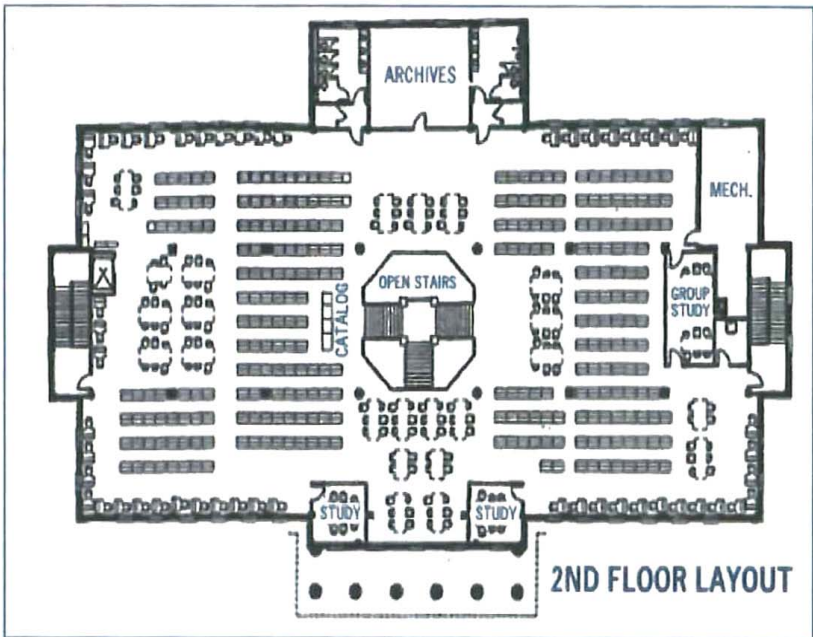 ARCHIVES
MECH.
OPEN STAIRS
CATALOG
GROUP
STUDY
STUDY
STUDY
2ND FLOOR LAYOUT